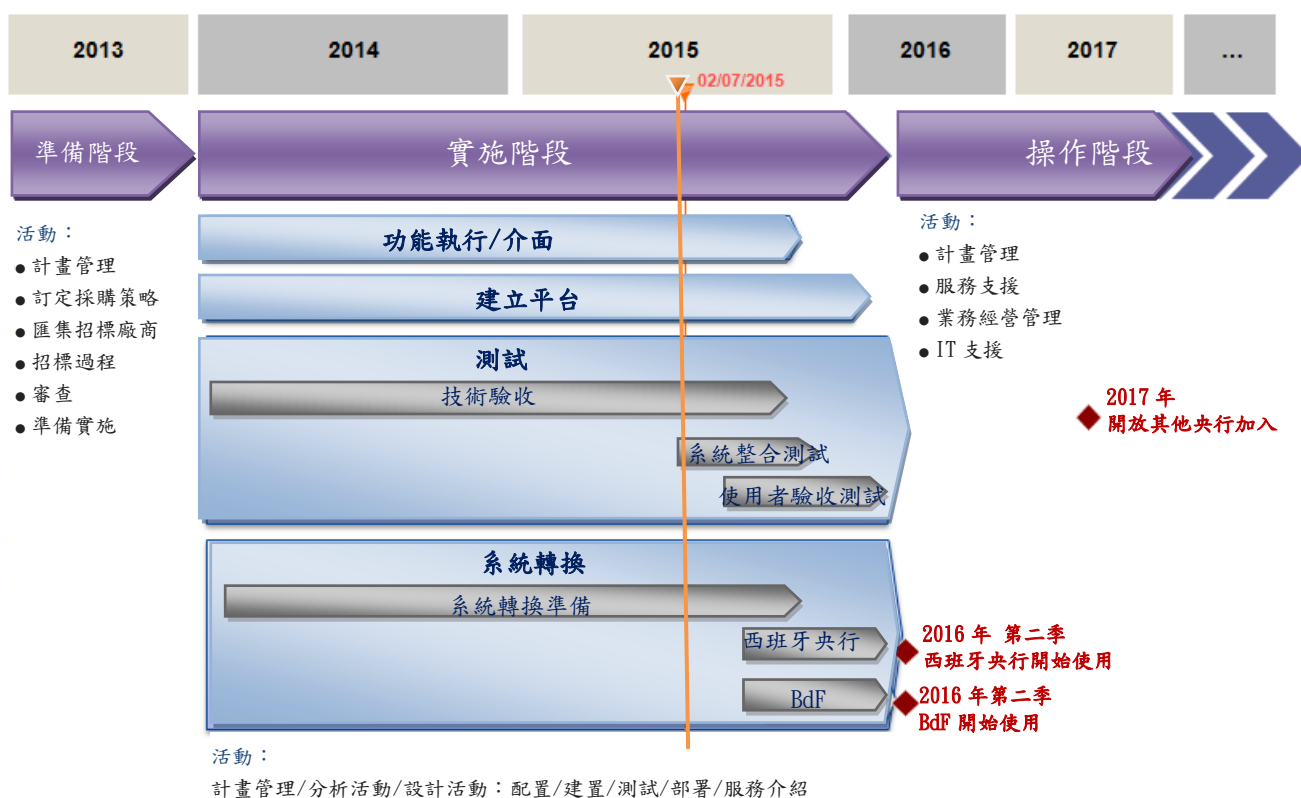 2013
2014
2015
2016
2017
...
02/07/2015
準備階段
實施階段
操作階段
活動：
● 計畫管理
● 訂定採購策略
● 匯集招標廠商
● 招標過程
● 審查
● 準備實施
功能執行/介面
建立平台
測試
技術驗收
系統整合測試
使用者驗收測試
系統轉換
系統轉換準備
西班牙央行
BdF
活動：
計畫管理/分析活動/設計活動：配置/建置/測試/部署/服務介紹
活動：
● 計畫管理
● 服務支援
● 業務經營管理
● IT 支援
2017 年
開放其他央行加入
2016 年 第二季
西班牙央行開始使用
2016 年第二季
BdF 開始使用